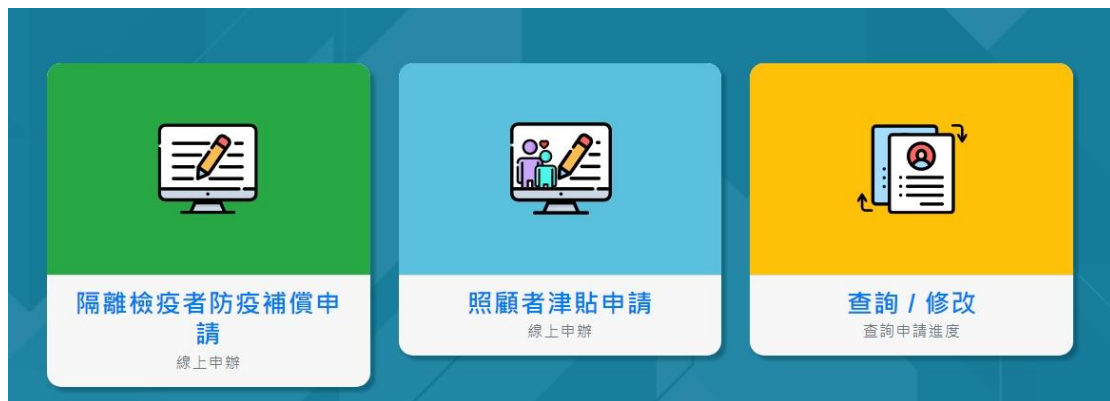 隔離檢疫者防疫補償申
請
線上申辦
照顧者津貼申請
線上申辦
查詢 / 修改
查詢申請進度